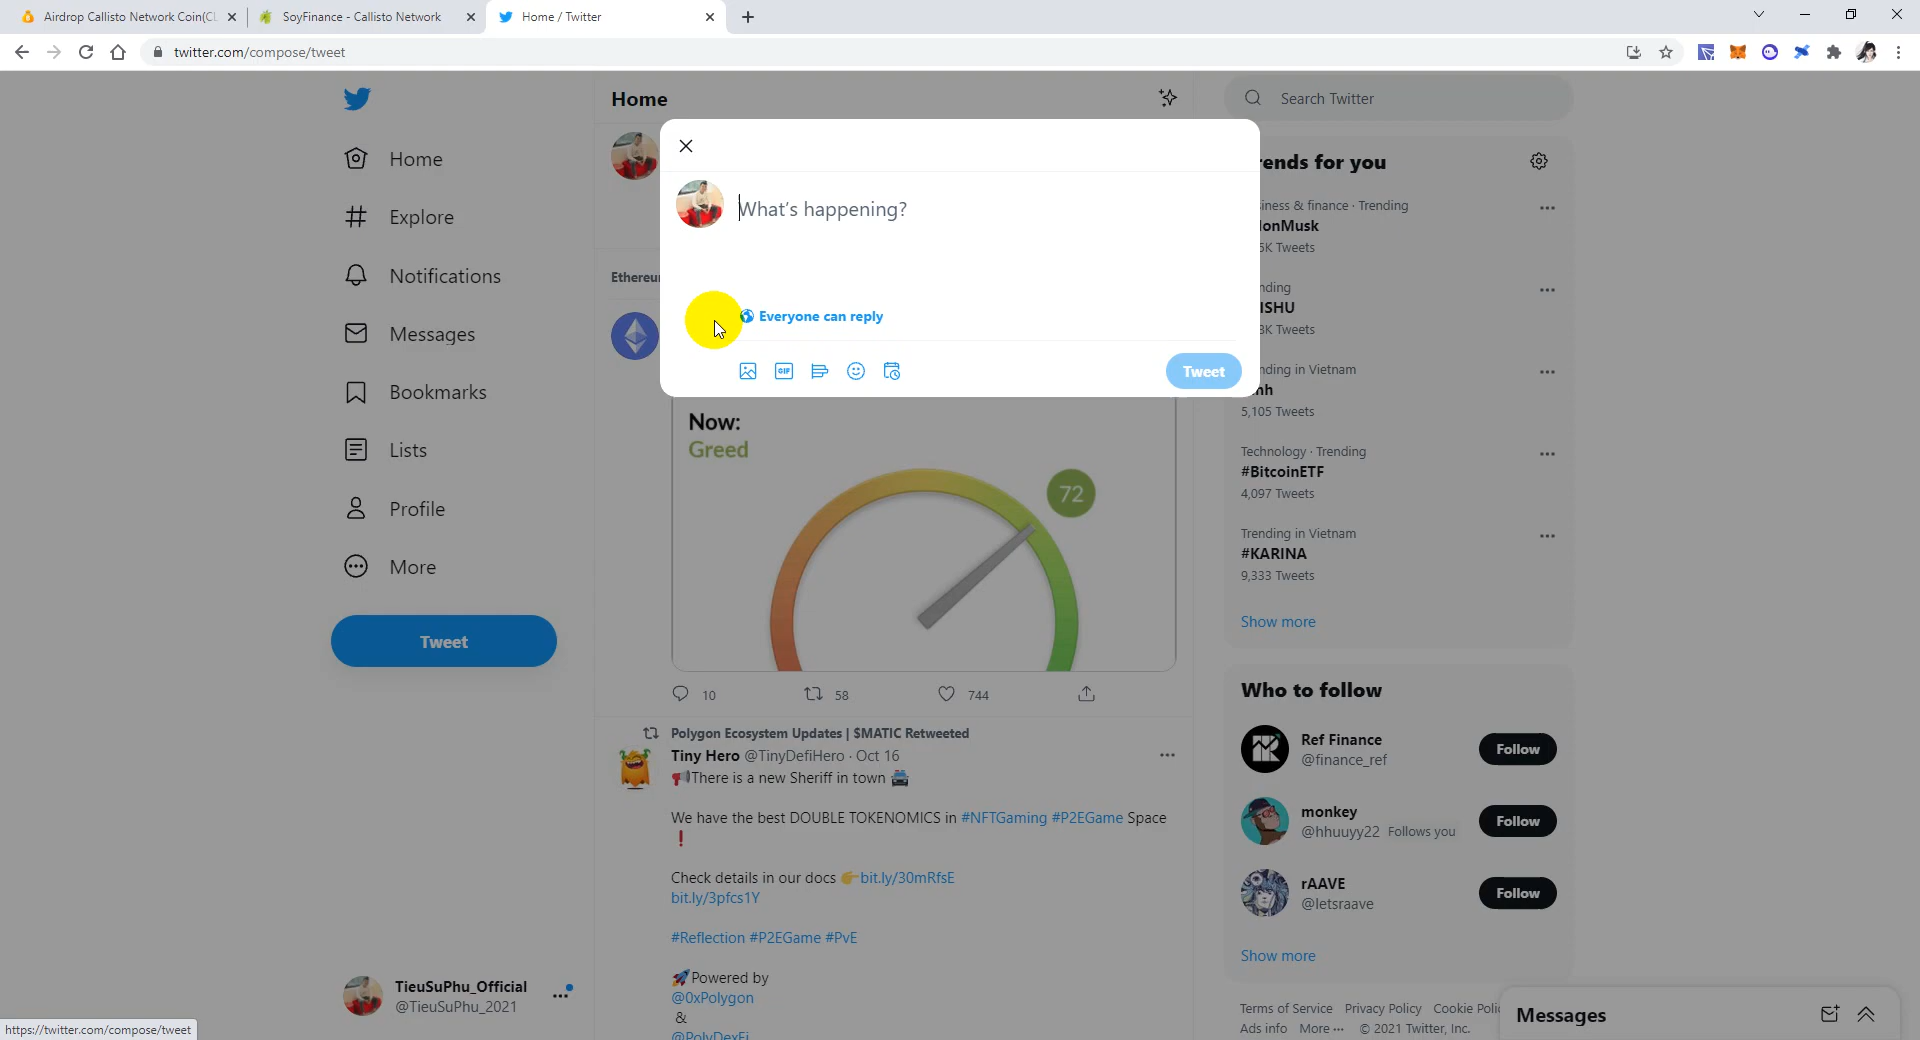 Airdrop Callisto Network Coin(CL
SoyFinance - Callisto Network
Home / Twitter
twitter.com/compose/tweet
Home
Explore
Notifications
Messages
Bookmarks
Lists
Profile
More
Tweet
TieuSuPhu_Official
@TieuSuPhu_2021
https://twitter.com/compose/tweet
Home
What's happening?
Everyone can reply
GIF
Tweet
Now:
Greed
72
10
58
744
Polygon Ecosystem Updates | $MATIC Retweeted
Tiny Hero @TinyDefiHero · Oct 16
There is a new Sheriff in town
We have the best DOUBLE TOKENOMICS in #NFTGaming #P2EGame Space
Check details in our docs bit.ly/30mRfsE
bit.ly/3pfcs1Y
#Reflection #P2EGame #PvE
Powered by
@0xPolygon
&
Search Twitter
ends for you
iness & finance · Trending
lonMusk
K Tweets
nding
ISHU
K Tweets
nding in Vietnam
nh
5,105 Tweets
Technology · Trending
#BitcoinETF
4,097 Tweets
Trending in Vietnam
#KARINA
9,333 Tweets
Show more
Who to follow
Ref Finance
@finance_ref
Follow
monkey
@hhuuyy22 Follows you
Follow
rAAVE
@letsraave
Follow
Show more
Terms of Service Privacy Policy Cookie Polic
Ads info More ··· © 2021 Twitter, Inc.
Messages